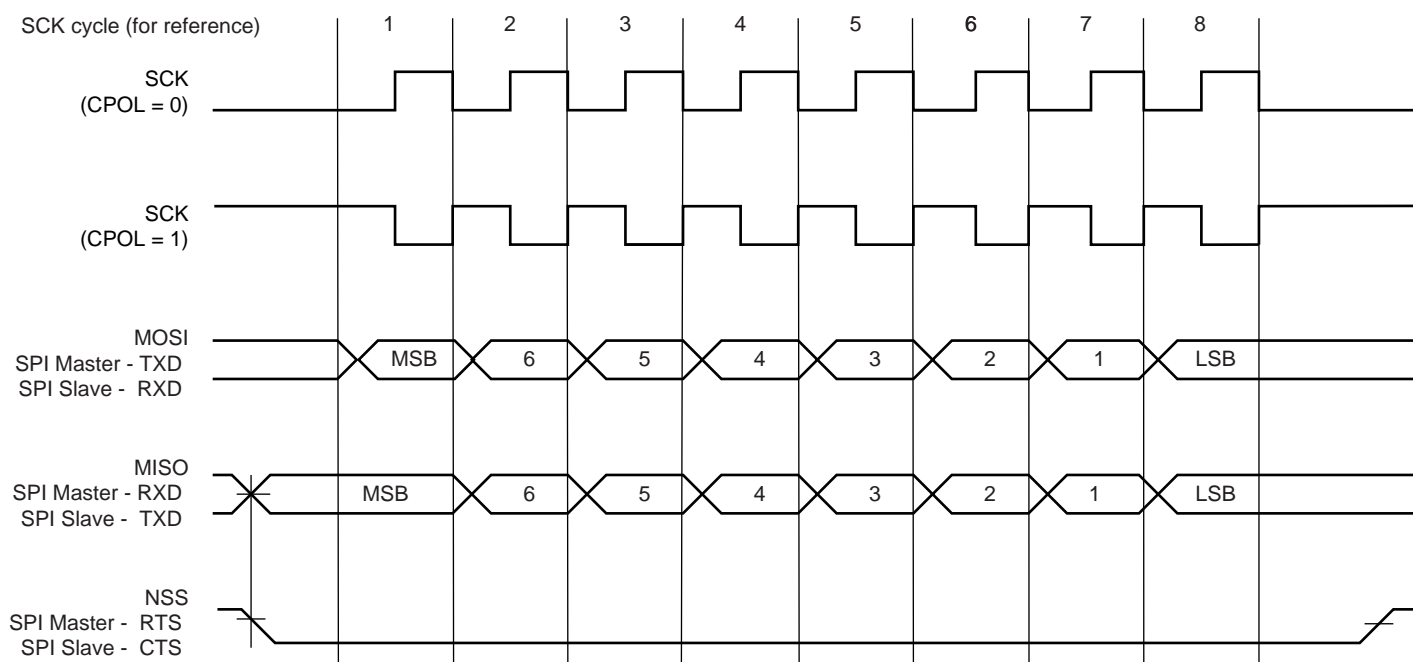 SCK cycle (for reference) 1 2 3 4 5 6 7 8
SCK
(CPOL = 0)
SCK
(CPOL = 1)
MOSI
SPI Master - TXD
SPI Slave - RXD
MSB 6 5 4 3 2 1 LSB
MISO
SPI Master - RXD
SPI Slave - TXD
MSB 6 5 4 3 2 1 LSB
NSS
SPI Master - RTS
SPI Slave - CTS